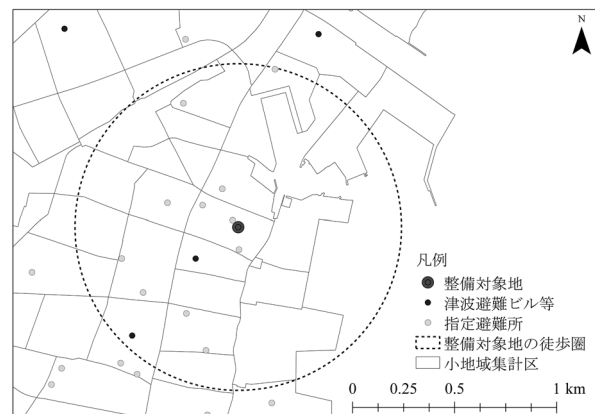 N
凡例
整備対象地
津波避難ビル等
指定避難所
整備対象地の徒歩圏
小地域集計区
0 0.25 0.5 1 km